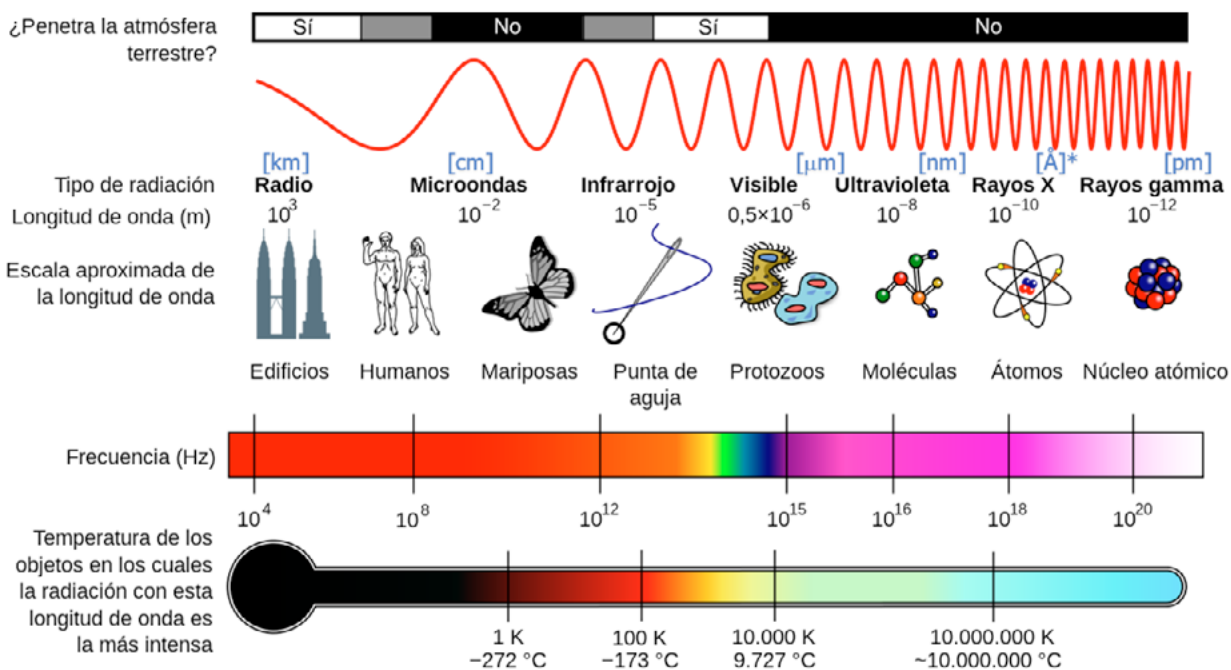 ¿Penetra la atmósfera
terrestre?
Sí No Sí No
[km] [cm] [μm] [nm] [Å]* [pm]
Tipo de radiación Radio Microondas Infrarrojo Visible Ultravioleta Rayos X Rayos gamma
Longitud de onda (m) 10³ 10⁻² 10⁻⁵ 0,5×10⁻⁶ 10⁻⁸ 10⁻¹⁰ 10⁻¹²
Escala aproximada de
la longitud de onda
Edificios Humanos Mariposas Punta de aguja Protozoos Moléculas Átomos Núcleo atómico
Frecuencia (Hz)
10⁴ 10⁸ 10¹² 10¹⁵ 10¹⁶ 10¹⁸ 10²⁰
Temperatura de los
objetos en los cuales
la radiación con esta
longitud de onda es
la más intensa
1 K 100 K 10.000 K 10.000.000 K
−272 °C −173 °C 9.727 °C ~10.000.000 °C